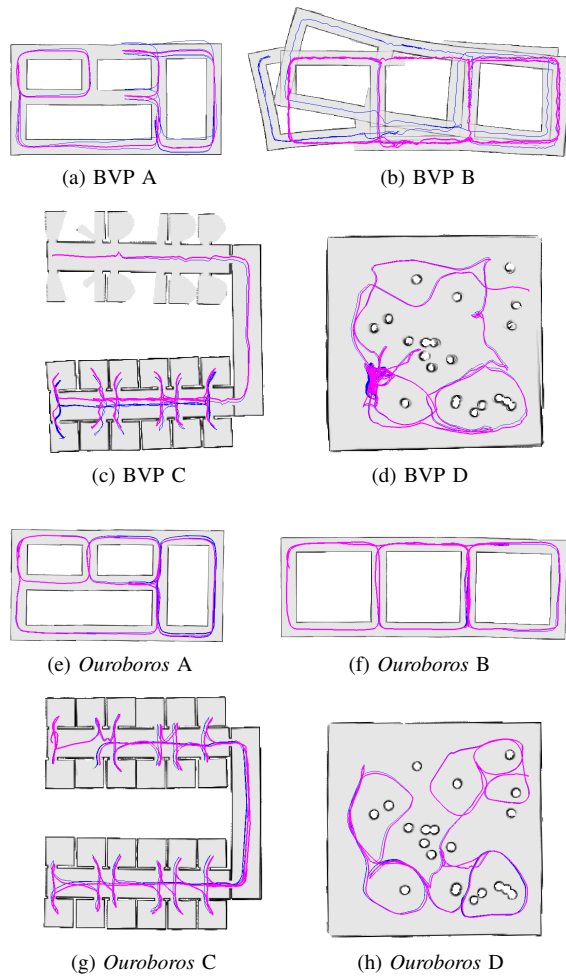 (a) BVP A
(b) BVP B
(c) BVP C
(d) BVP D
(e) Ouroboros A
(f) Ouroboros B
(g) Ouroboros C
(h) Ouroboros D